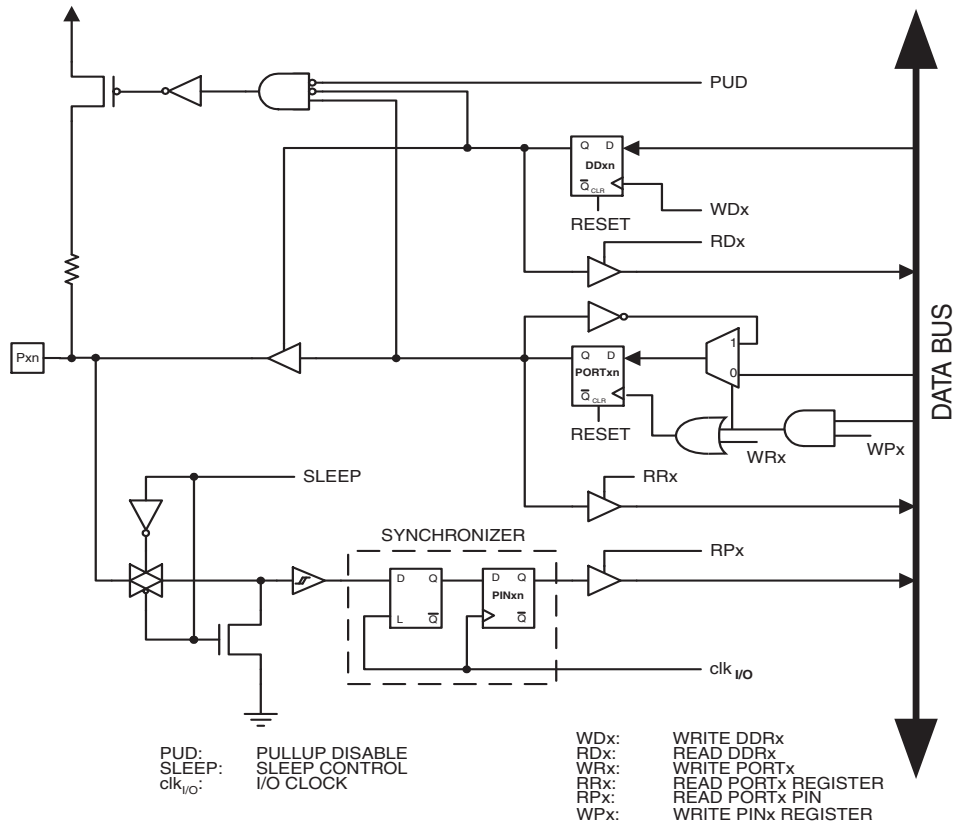 PUD
Q D
DDxn
Q CLR
WDx
RESET
RDx
Pxn
1
Q D
PORTxn
0
Q CLR
RESET
WRx
WPx
DATA BUS
SLEEP
RRx
SYNCHRONIZER
RPx
D Q
D Q
PINxn
L Q
Q
clk I/O
PUD: PULLUP DISABLE
SLEEP: SLEEP CONTROL
clkI/O: I/O CLOCK
WDx: WRITE DDRx
RDx: READ DDRx
WRx: WRITE PORTx
RRx: READ PORTx REGISTER
RPx: READ PORTx PIN
WPx: WRITE PINx REGISTER